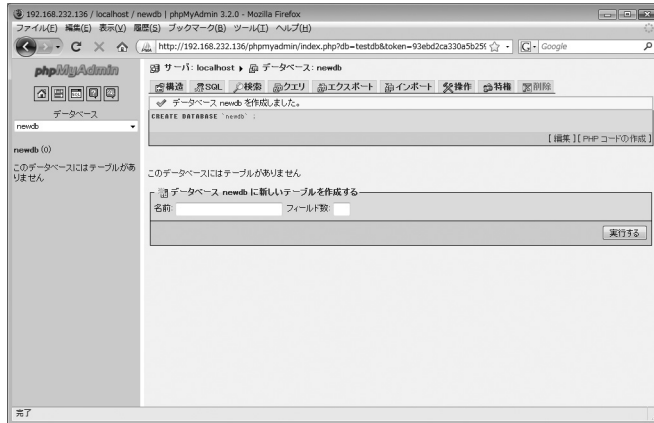 192.168.232.136 / localhost / newdb | phpMyAdmin 3.2.0 - Mozilla Firefox
ファイル(F) 編集(E) 表示(V) 履歴(S) ブックマーク(B) ツール(T) ヘルプ(H)
http://192.168.232.136/phpmyadmin/index.php?db=testdb&token=93ebd2ca330a5b25
Google
phpMyAdmin
データベース
newdb
newdb (0)
このデータベースにはテーブルがありません
サーバ: localhost ▶ データベース: newdb
構造 SQL 検索 クエリ エクスポート インポート 操作 特権 削除
データベース newdb を作成しました。
CREATE DATABASE `newdb` ;
[ 編集 ] [ PHP コードの作成 ]
このデータベースにはテーブルがありません
データベース newdb に新しいテーブルを作成する
名前: フィールド数:
実行する
完了